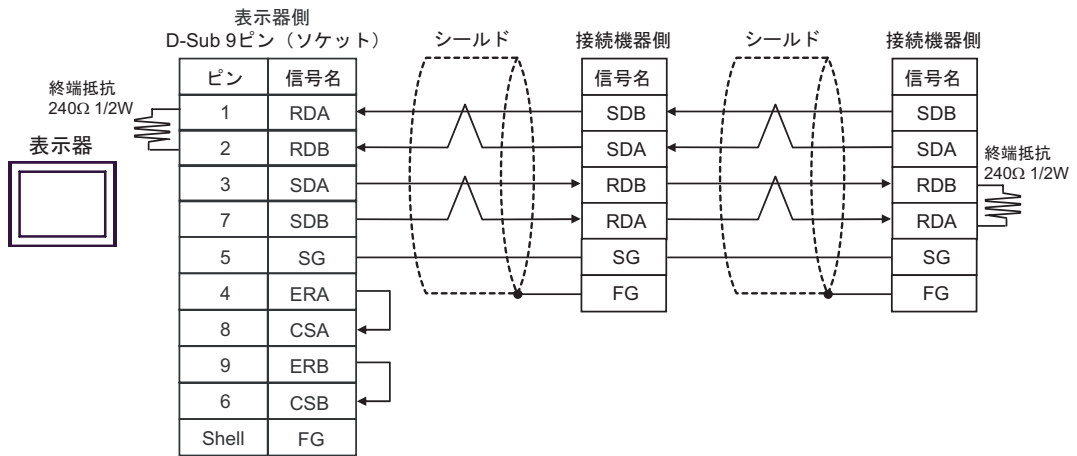 表示器側
D-Sub 9ピン（ソケット）
シールド
接続機器側
シールド
接続機器側
ピン 信号名
信号名
信号名
終端抵抗
240Ω 1/2W
表示器
1 RDA
SDB
SDB
2 RDB
SDA
SDA
終端抵抗
240Ω 1/2W
3 SDA
RDB
RDB
7 SDB
RDA
RDA
5 SG
SG
SG
4 ERA
FG
FG
8 CSA
9 ERB
6 CSB
Shell FG